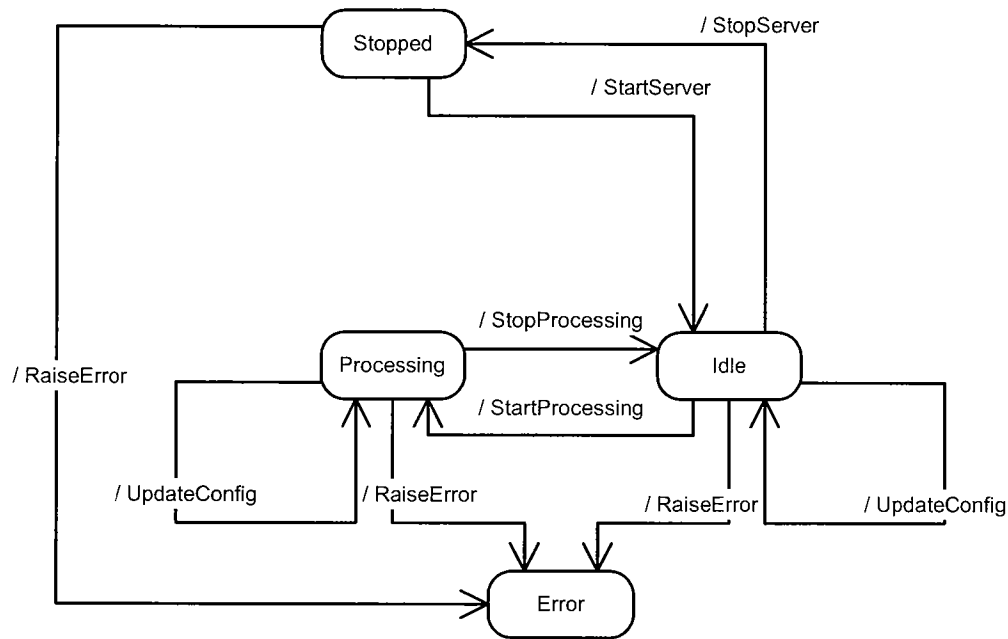 / StopServer
Stopped
/ StartServer
/ StopProcessing
Processing
Idle
/ RaiseError
/ StartProcessing
/ UpdateConfig
/ RaiseError
/ RaiseError
/ UpdateConfig
Error